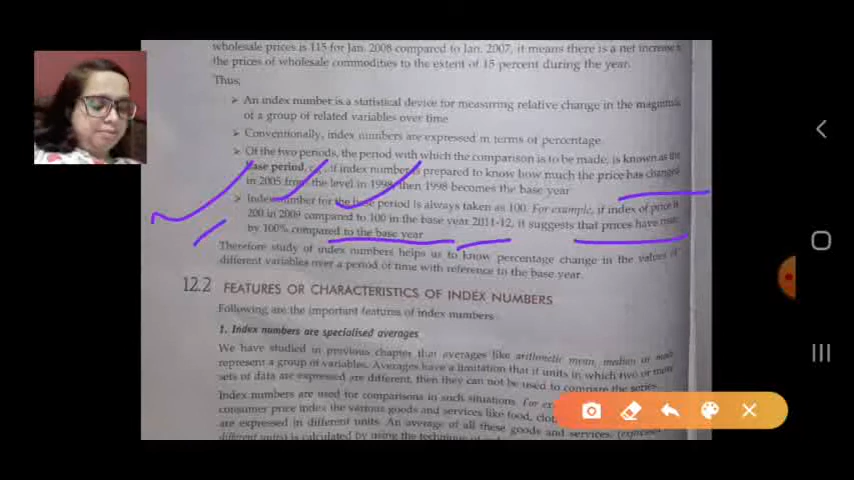 wholesale prices is 115 for Jan. 2008 compared to Jan. 2007, it means there is a net increase
the prices of wholesale commodities to the extent of 15 percent during the year.
Thus,
➢ An index number is a statistical device for measuring relative change in the magnitude
of a group of related variables over time
➢ Conventionally, index numbers are expressed in terms of percentage.
➢ Of the two periods, the period with which the comparison is to be made, is known as the
Base period, if index number is prepared to know how much the price has changed
in 2005 from the level in 1998, then 1998 becomes the base year
➢ Index number for the base period is always taken as 100. For example, if index of price is
200 in 2009 compared to 100 in the base year 2011-12, it suggests that prices have risen
by 100% compared to the base year
Therefore study of index numbers helps us to know percentage change in the values of
different variables over a period of time with reference to the base year.
12.2 FEATURES OR CHARACTERISTICS OF INDEX NUMBERS
Following are the important features of index numbers
1. Index numbers are specialised averages
We have studied in previous chapter that averages like arithmetic mean, median or mode
represent a group of variables. Averages have a limitation that if units in which two or more
sets of data are expressed are different, then they can not be used to compare the series.
Index numbers are used for comparisons in such situations. For
consumer price index the various goods and services like food,
are expressed in different units. An average of all these goods and services,
different units) is calculated by using the technique of